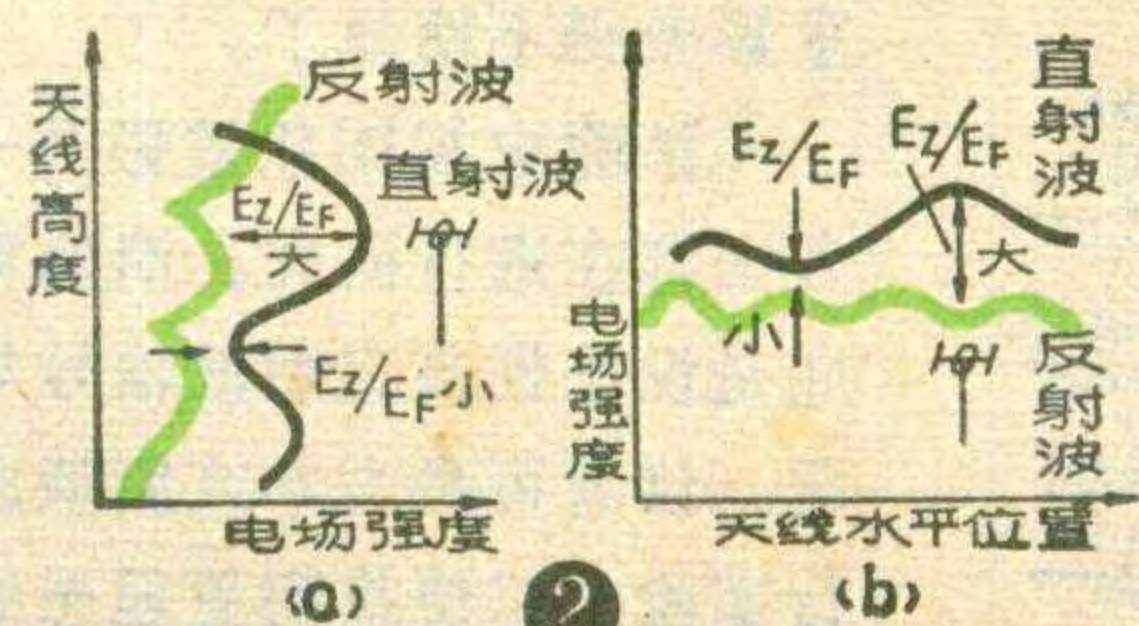 天线高度
反射波
直射波
Ez/EF
大
Ez/EF小
电场强度
(a)
直射波
Ez/EF
Ez/EF
大
小
电场强度
反射波
天线水平位置
(b)
2